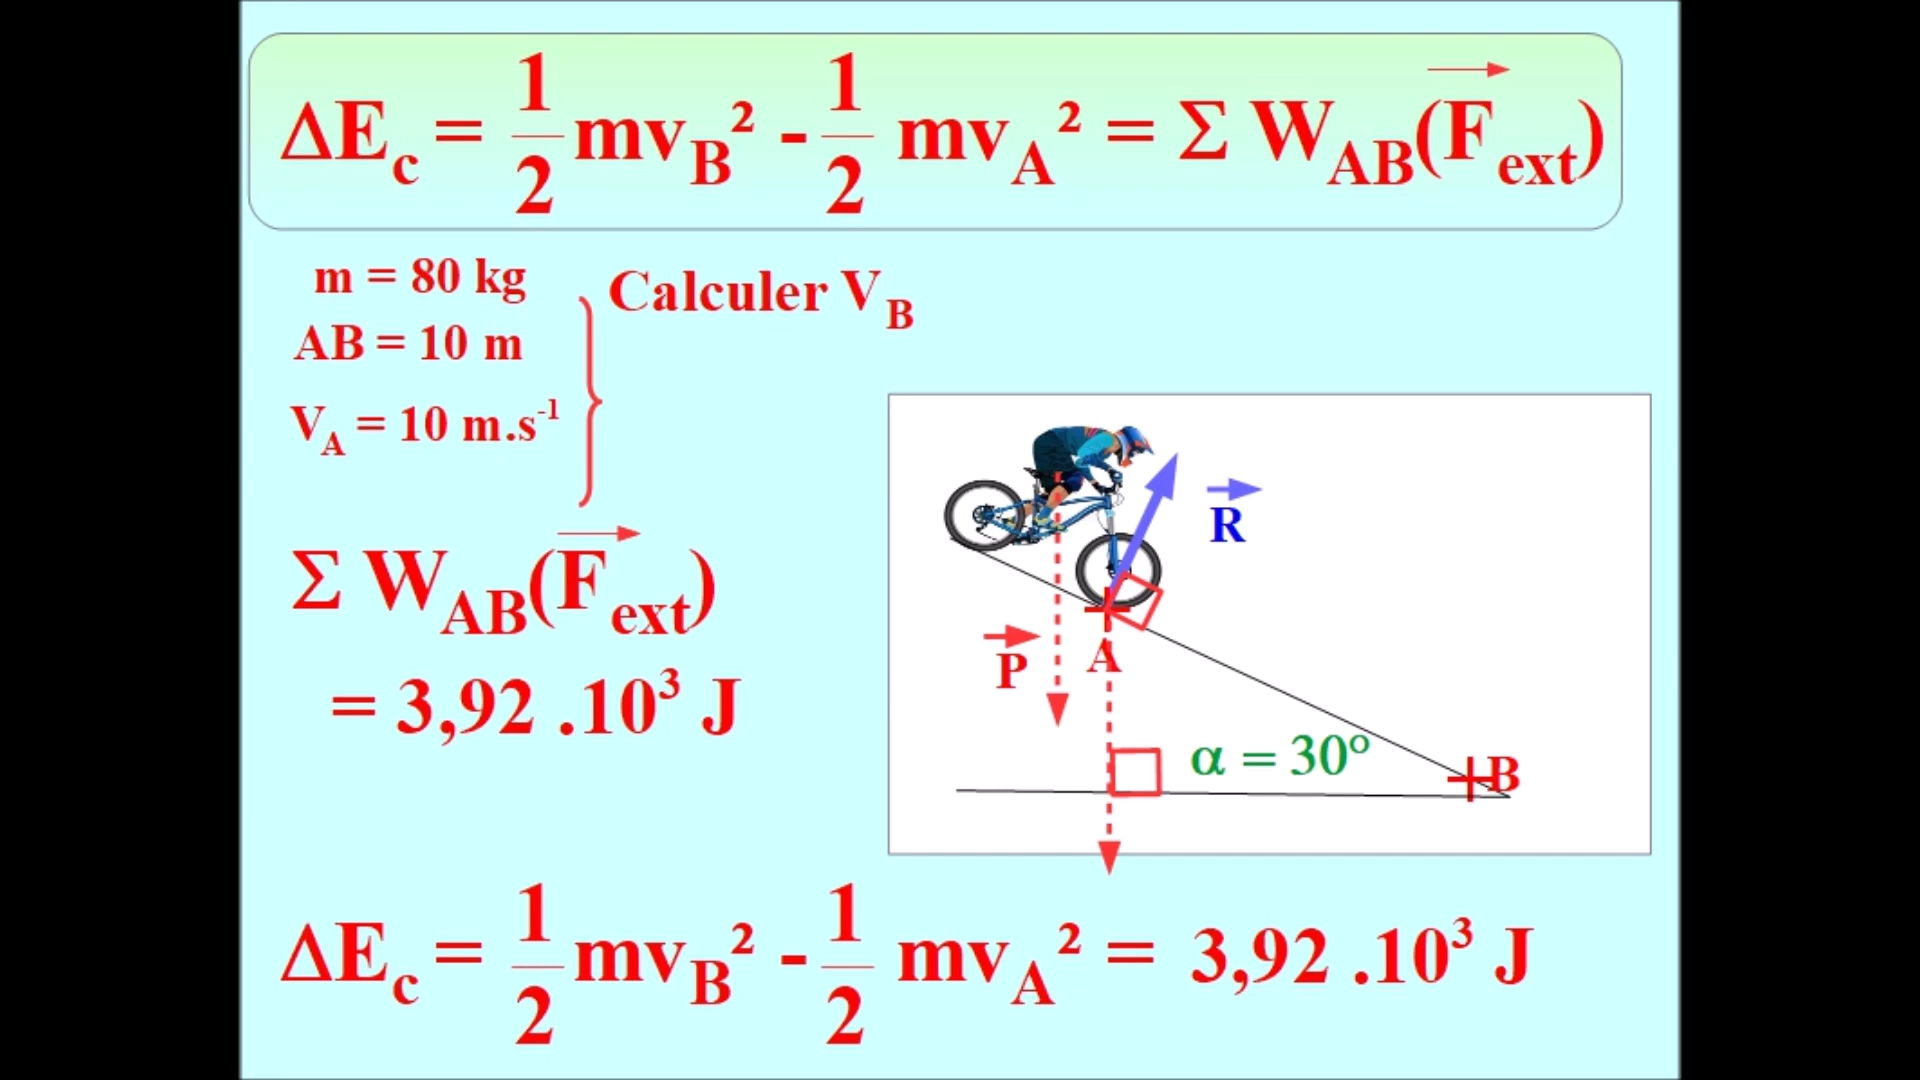 ΔEc = 1/2 mvB² - 1/2 mvA² = Σ WAB(Fext)
m = 80 kg
AB = 10 m
VA = 10 m.s⁻¹
Calculer VB
Σ WAB(Fext)
= 3,92 .10³ J
R
P
A
α = 30°
B
ΔEc = 1/2 mvB² - 1/2 mvA² = 3,92 .10³ J